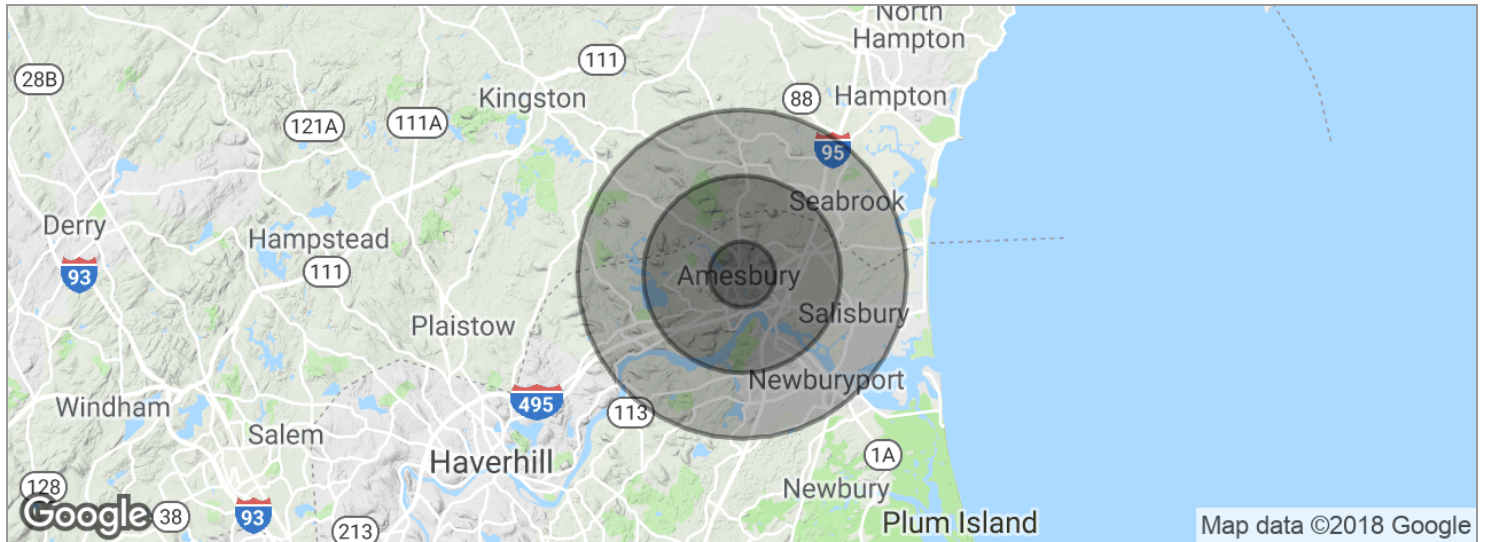 North
Hampton
111
28B
88
Hampton
Kingston
121A
111A
95
Seabrook
Derry
Hampstead
93
111
Amesbury
Salisbury
Plaistow
Newburyport
495
Windham
113
Salem
Haverhill
1A
128
Newbury
Google
38
93
213
Plum Island
Map data ©2018 Google